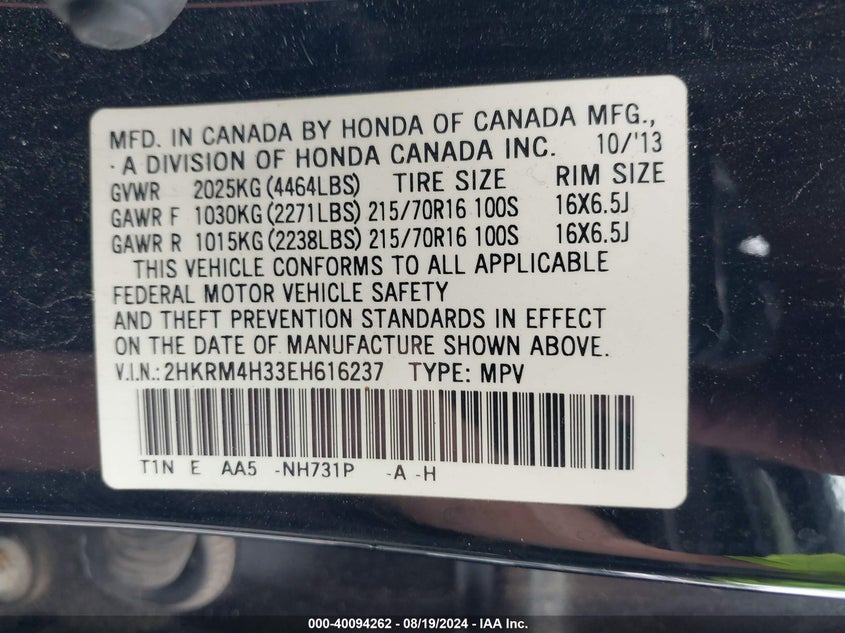 MFD. IN CANADA BY HONDA OF CANADA MFG.,
- A DIVISION OF HONDA CANADA INC. 10/'13
GVWR 2025KG (4464LBS) TIRE SIZE RIM SIZE
GAWR F 1030KG (2271LBS) 215/70R16 100S 16X6.5J
GAWR R 1015KG (2238LBS) 215/70R16 100S 16X6.5J
THIS VEHICLE CONFORMS TO ALL APPLICABLE
FEDERAL MOTOR VEHICLE SAFETY
AND THEFT PREVENTION STANDARDS IN EFFECT
ON THE DATE OF MANUFACTURE SHOWN ABOVE.
V.I.N.: 2HKRM4H33EH616237 TYPE: MPV
T1N E AA5 -NH731P -A -H
000-40094262 - 08/19/2024 - IAA Inc.